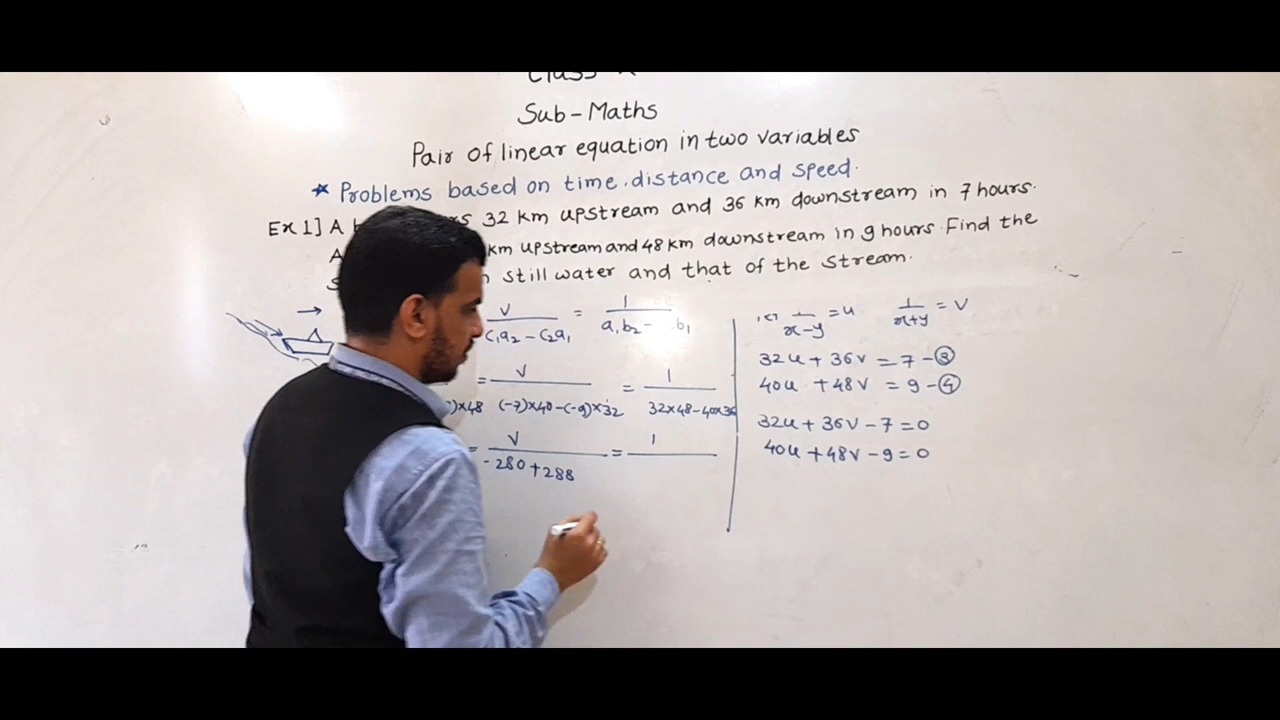 Sub-Maths
Pair of linear equation in two variables
* Problems based on time, distance and speed.
Ex 1] A 32 km upstream and 36 km downstream in 7 hours.
km upstream and 48 km downstream in 9 hours. Find the
still water and that of the stream.
V/(c₁a₂ - c₂a₁) = 1/(a₁b₂ - b₁)
= V/((-7)×40-(-9)×32) = 1/(32×48-40×36)
×48
= V/(-280+288) = 1/
1/(x-y) = u 1/(x+y) = V
32u + 36V = 7 - ③
40u + 48V = 9 - ④
32u + 36V - 7 = 0
40u + 48V - 9 = 0